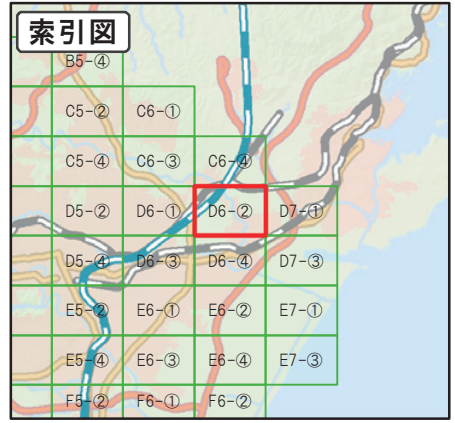 索引図
B5-④
C5-② C6-①
C5-④ C6-③ C6-④
D5-② D6-① D6-② D7-①
D5-④ D6-③ D6-④ D7-③
E5-② E6-① E6-② E7-①
E5-④ E6-③ E6-④ E7-③
F5-② F6-① F6-②